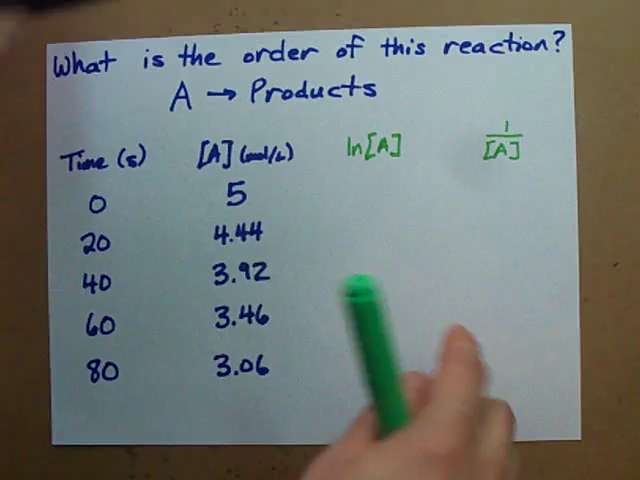 What is the order of this reaction?
A → Products
Time (s) [A] (mol/L) ln[A] 1/[A]
0 5
20 4.44
40 3.92
60 3.46
80 3.06